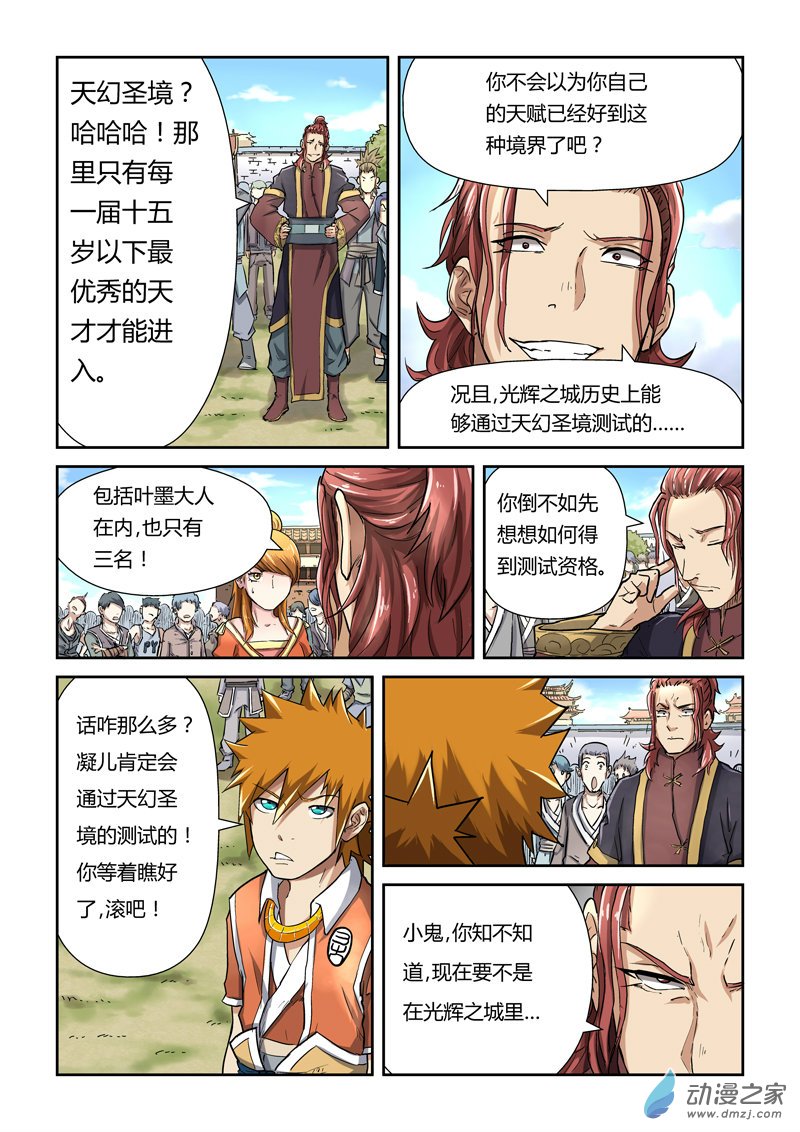 天幻圣境？
哈哈哈！那
里只有每
一届十五
岁以下最
优秀的天
才才能进
入。
你不会以为你自己
的天赋已经好到这
种境界了吧？
况且，光辉之城历史上能
够通过天幻圣境测试的……
包括叶墨大人
在内，也只有
三名！
你倒不如先
想想如何得
到测试资格。
话咋那么多？
凝儿肯定会
通过天幻圣
境的测试的！
你等着瞧好
了，滚吧！
小鬼，你知不知
道，现在要不是
在光辉之城里…
动漫之家
www.dmzj.com